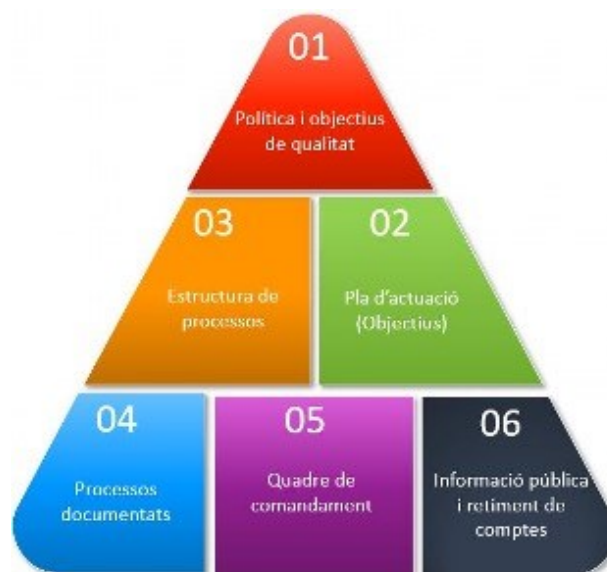 01
Política i objectius
de qualitat
03
Estructura de
processos
02
Pla d'actuació
(Objectius)
04
Processos
documentats
05
Quadre de
comandament
06
Informació pública
i retiment de
comptes